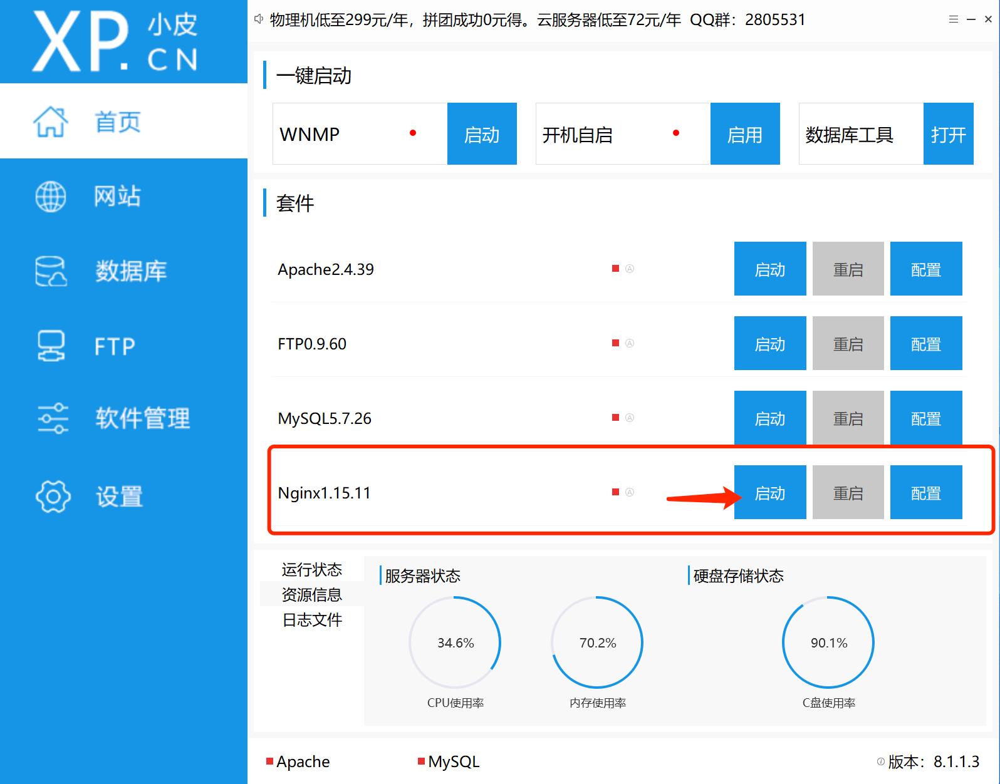 XP.小皮
CN
物理机低至299元/年，拼团成功0元得。云服务器低至72元/年 QQ群：2805531
首页
网站
数据库
FTP
软件管理
设置
一键启动
WNMP 启动 开机自启 启用 数据库工具 打开
套件
Apache2.4.39 Ⓐ 启动 重启 配置
FTP0.9.60 Ⓐ 启动 重启 配置
MySQL5.7.26 Ⓐ 启动 重启 配置
Nginx1.15.11 Ⓐ 启动 重启 配置
运行状态
资源信息
日志文件
服务器状态 硬盘存储状态
34.6% 70.2% 90.1%
CPU使用率 内存使用率 C盘使用率
Apache MySQL 版本：8.1.1.3